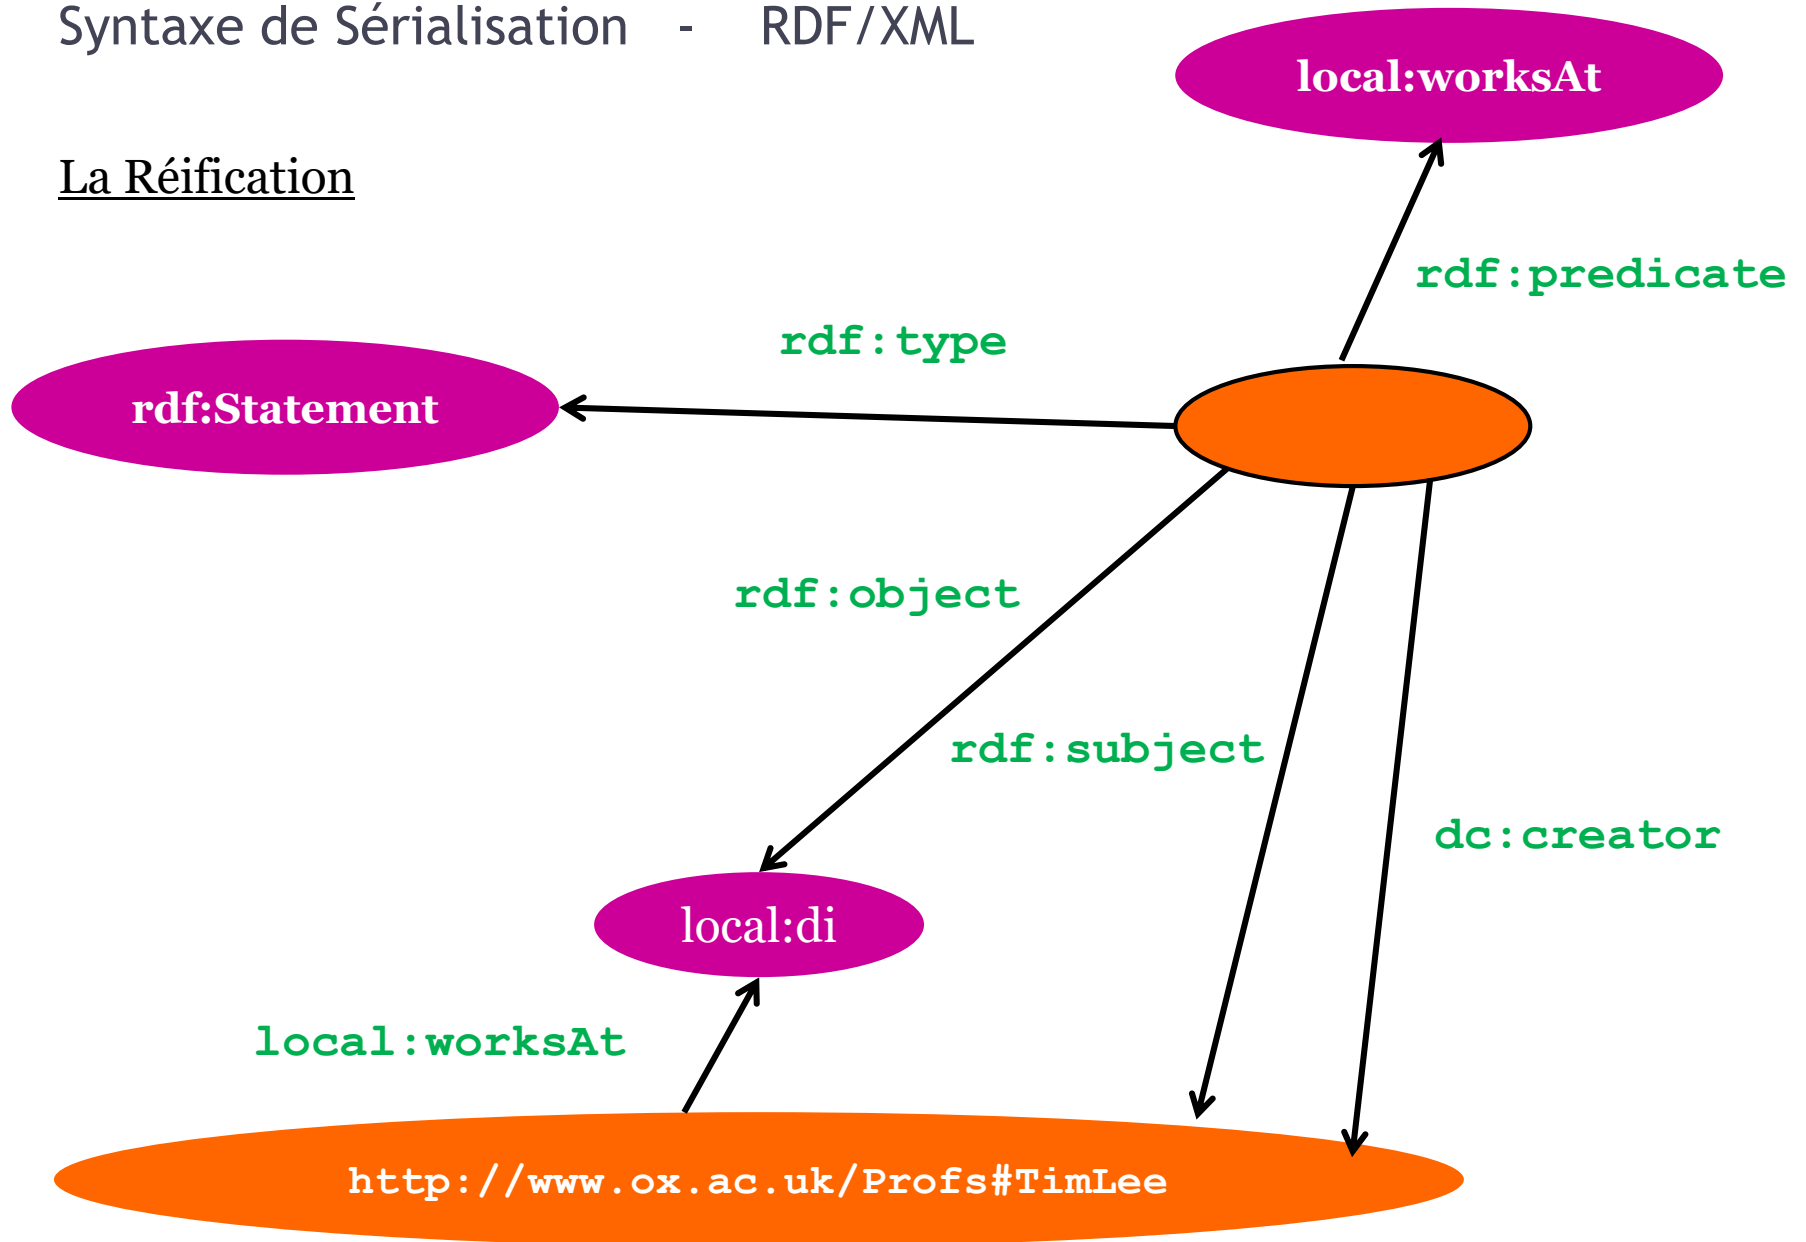 Syntaxe de Sérialisation - RDF/XML
local:worksAt
La Réification
rdf:predicate
rdf:type
rdf:Statement
rdf:object
rdf:subject
dc:creator
local:di
local:worksAt
http://www.ox.ac.uk/Profs#TimLee